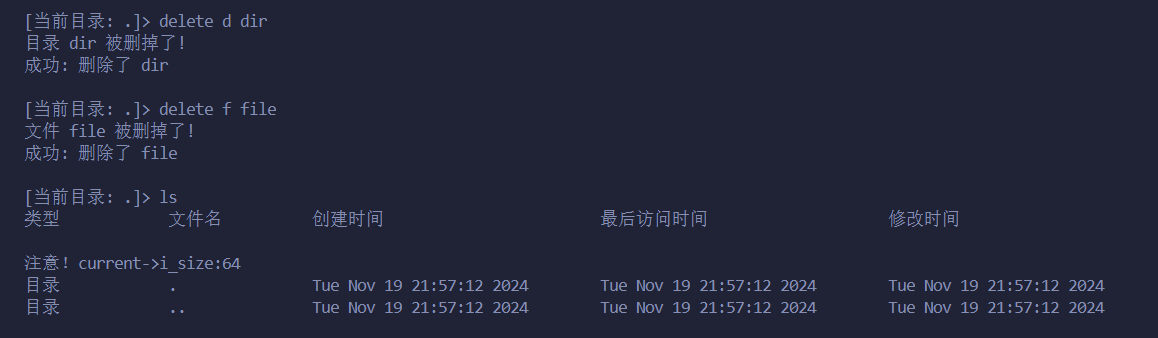 [当前目录: .]> delete d dir
目录 dir 被删掉了!
成功: 删除了 dir
[当前目录: .]> delete f file
文件 file 被删掉了!
成功: 删除了 file
[当前目录: .]> ls
类型 文件名 创建时间 最后访问时间 修改时间
注意! current->i_size:64
目录 . Tue Nov 19 21:57:12 2024 Tue Nov 19 21:57:12 2024 Tue Nov 19 21:57:12 2024
目录 .. Tue Nov 19 21:57:12 2024 Tue Nov 19 21:57:12 2024 Tue Nov 19 21:57:12 2024